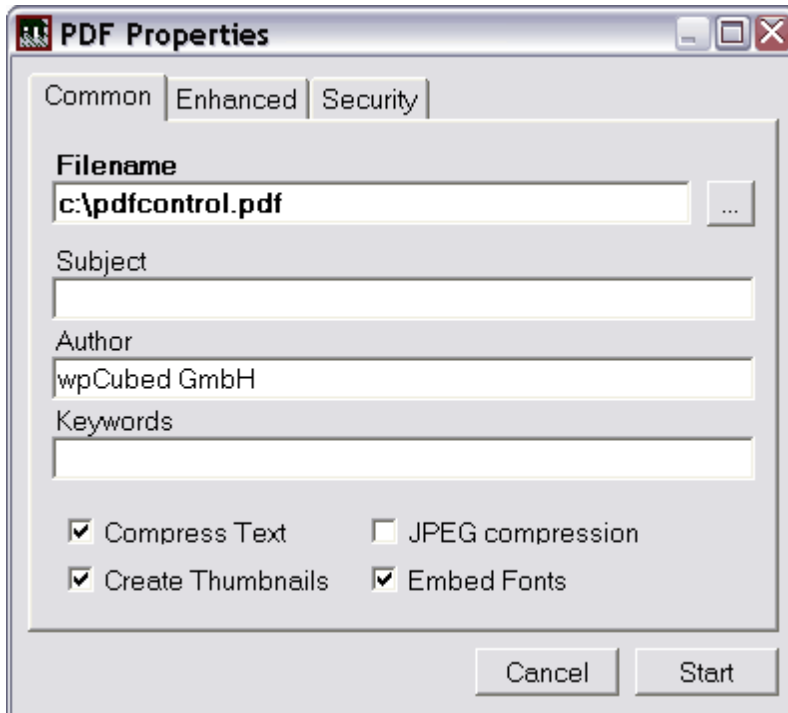 PDF Properties
Common Enhanced Security
Filename
c:\pdfcontrol.pdf ...
Subject
Author
wpCubed GmbH
Keywords
Compress Text JPEG compression
Create Thumbnails Embed Fonts
Cancel Start